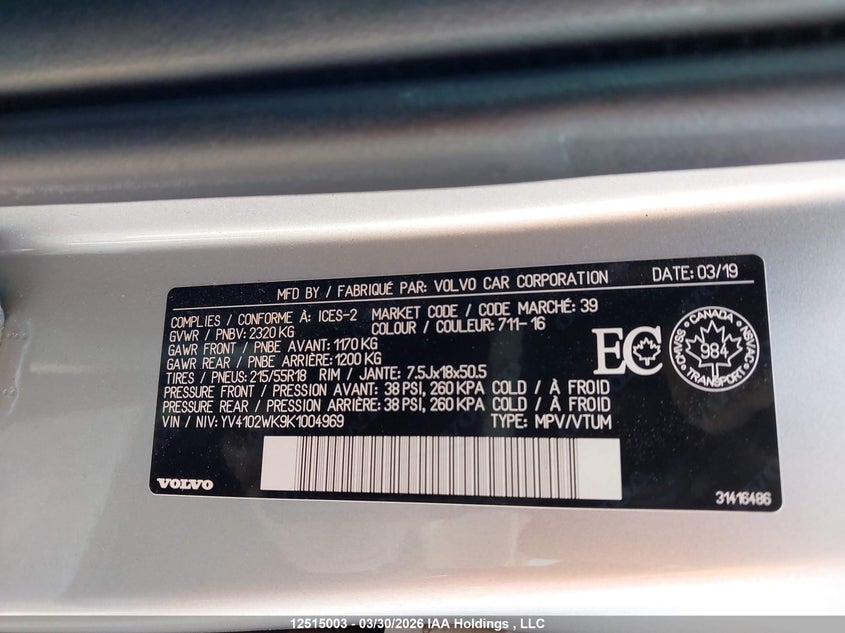 MFD BY / FABRIQUÉ PAR: VOLVO CAR CORPORATION DATE: 03/19
COMPLIES / CONFORME À: ICES-2 MARKET CODE / CODE MARCHÉ: 39
GVWR / PNBV: 2320 KG COLOUR / COULEUR: 711-16
GAWR FRONT / PNBE AVANT: 1170 KG
GAWR REAR / PNBE ARRIÈRE: 1200 KG
TIRES / PNEUS: 215/55R18 RIM / JANTE: 7.5Jx18x50.5
PRESSURE FRONT / PRESSION AVANT: 38 PSI, 260 KPA COLD / À FROID
PRESSURE REAR / PRESSION ARRIÈRE: 38 PSI, 260 KPA COLD / À FROID
VIN / NIV: YV4102WK9K1004969 TYPE: MPV/VTUM
EC
CANADA
984
TRANSPORT
CMVSS
NSVAC
VOLVO
31416486
12515003 - 03/30/2026 IAA Holdings , LLC